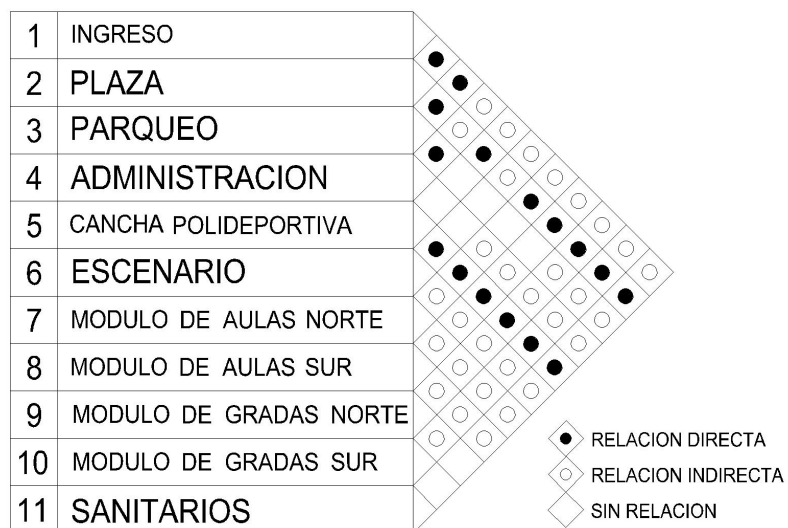 1 INGRESO
2 PLAZA
3 PARQUEO
4 ADMINISTRACION
5 CANCHA POLIDEPORTIVA
6 ESCENARIO
7 MODULO DE AULAS NORTE
8 MODULO DE AULAS SUR
9 MODULO DE GRADAS NORTE
10 MODULO DE GRADAS SUR
11 SANITARIOS
RELACION DIRECTA
RELACION INDIRECTA
SIN RELACION